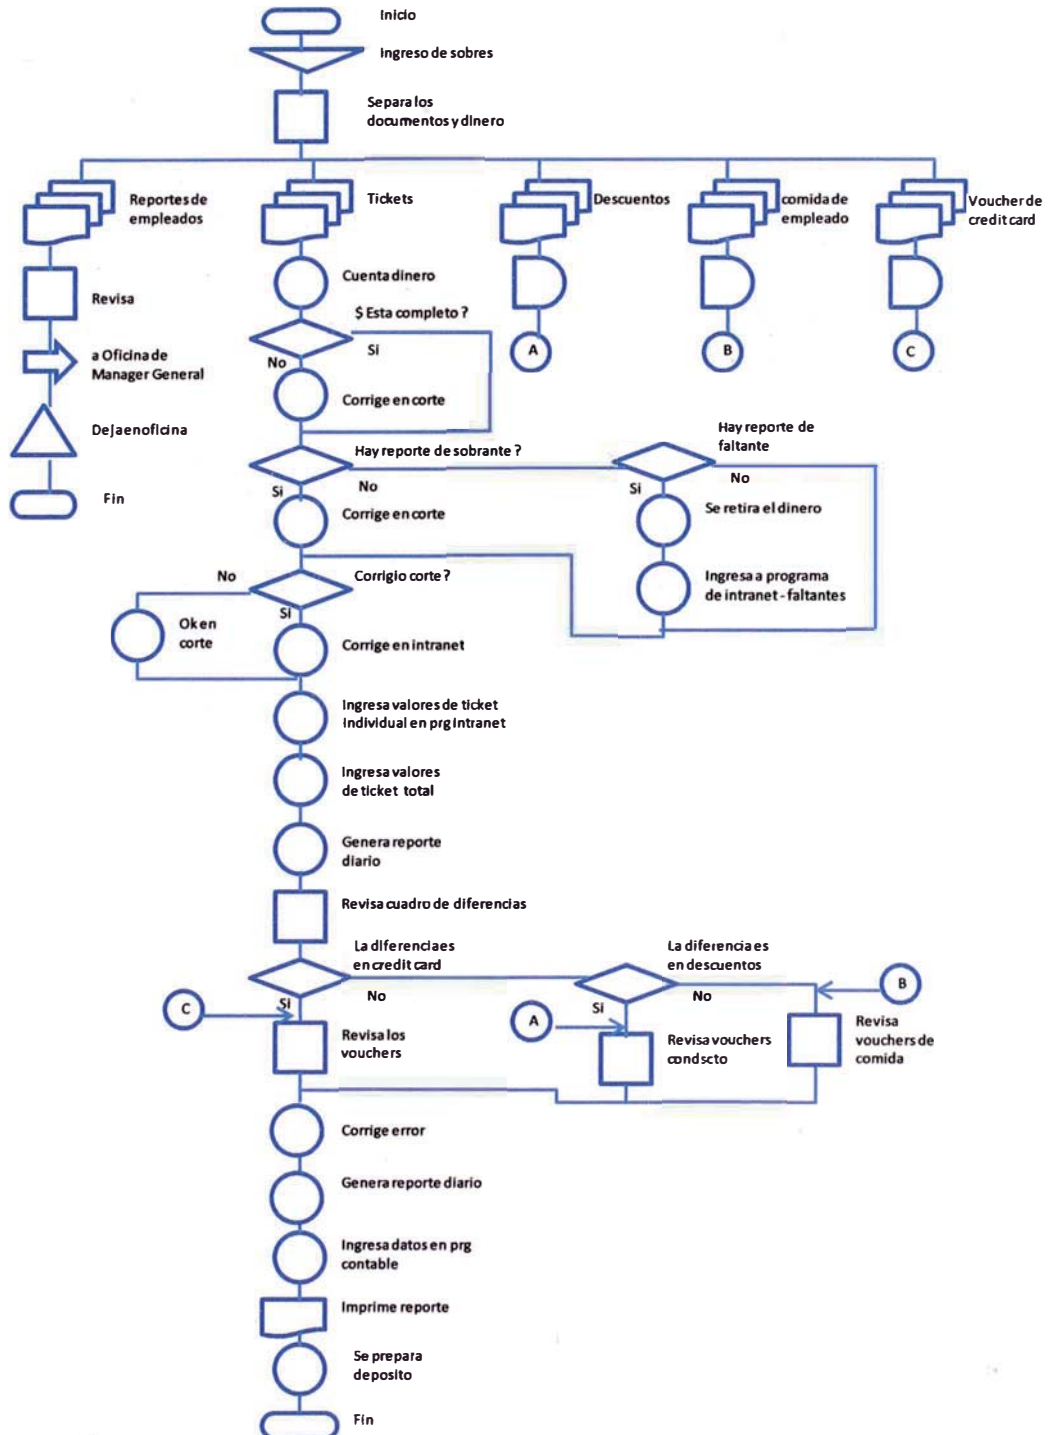 Inicio
Ingreso de sobres
Separa los
documentos y dinero
Reportes de
empleados
Tickets
Descuentos
comida de
empleado
Voucher de
credit card
Cuenta dinero
Revisa
$ Esta completo ?
Si
No
a Oficina de
Manager General
A
B
C
Corrige en corte
Deja en oficina
Hay reporte de sobrante ?
Hay reporte de
faltante
No
Si
No
Si
Fin
Corrige en corte
Se retira el dinero
No
Corrigio corte ?
Ingresa a programa
de intranet - faltantes
Si
Ok en
corte
Corrige en intranet
Ingresa valores de ticket
individual en prg intranet
Ingresa valores
de ticket total
Genera reporte
diario
Revisa cuadro de diferencias
La diferencia es
en credit card
La diferencia es
en descuentos
No
Si
No
Si
B
C
A
Revisa los
vouchers
Revisa vouchers
con dscto
Revisa
vouchers de
comida
Corrige error
Genera reporte diario
Ingresa datos en prg
contable
Imprime reporte
Se prepara
deposito
Fin